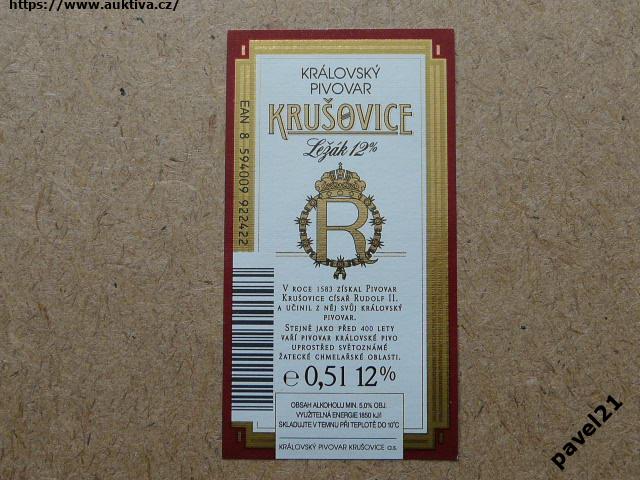 https://www.auktiva.cz/
KRÁLOVSKÝ
PIVOVAR
KRUŠOVICE
Ležák 12%
EAN 8 594009 922422
R
V ROCE 1583 ZÍSKAL PIVOVAR
KRUŠOVICE CÍSAŘ RUDOLF II.
A UČINIL Z NĚJ SVŮJ KRÁLOVSKÝ
PIVOVAR.
STEJNĚ JAKO PŘED 400 LETY
VAŘÍ PIVOVAR KRÁLOVSKÉ PIVO
UPROSTŘED SVĚTOZNÁMÉ
ŽATECKÉ CHMELAŘSKÉ OBLASTI.
e 0,5l 12%
OBSAH ALKOHOLU MIN. 5,0% OBJ.
VYUŽITELNÁ ENERGIE 1850 kJ/l
SKLADUJTE V TEMNU PŘI TEPLOTĚ DO 10°C
KRÁLOVSKÝ PIVOVAR KRUŠOVICE a.s.
pavel21